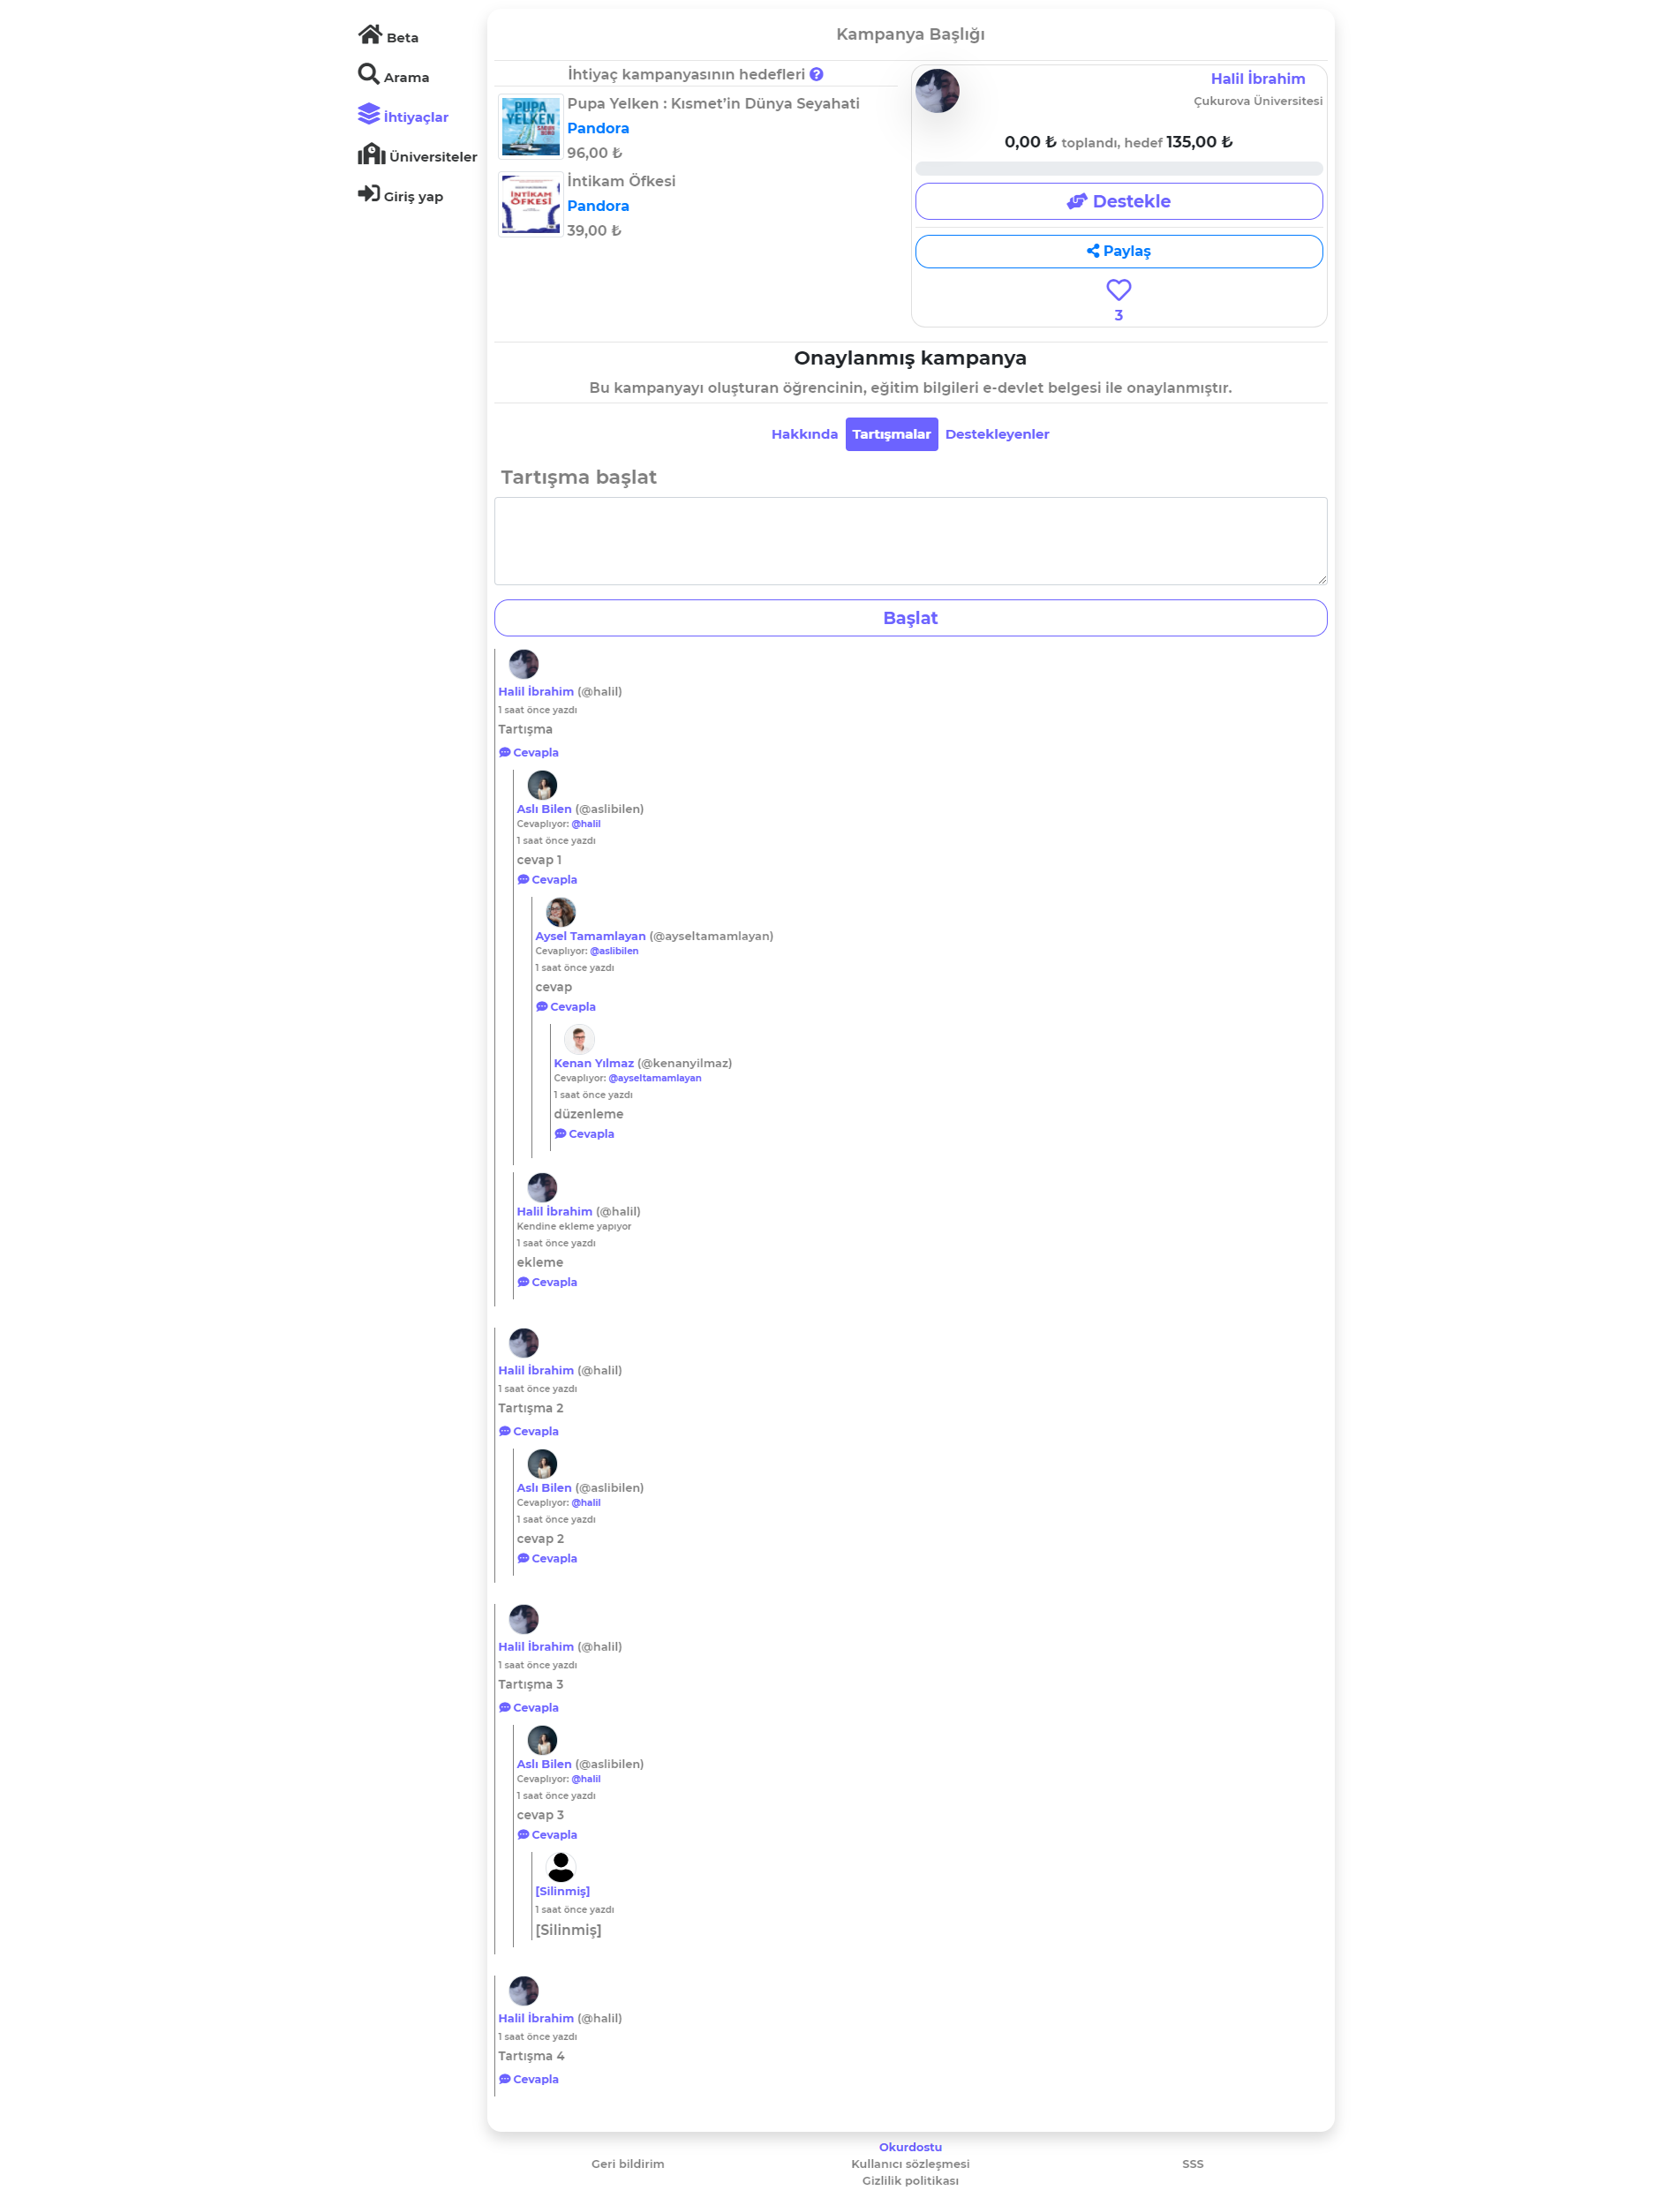 Beta
Arama
İhtiyaçlar
Üniversiteler
Giriş yap
Kampanya Başlığı
İhtiyaç kampanyasının hedefleri
PUPA
YELKEN
Pupa Yelken : Kısmet’in Dünya Seyahati
Pandora
96,00 ₺
İNTİKAM
ÖFKESİ
İntikam Öfkesi
Pandora
39,00 ₺
Halil İbrahim
Çukurova Üniversitesi
0,00 ₺ toplandı, hedef 135,00 ₺
Destekle
Paylaş
3
Onaylanmış kampanya
Bu kampanyayı oluşturan öğrencinin, eğitim bilgileri e-devlet belgesi ile onaylanmıştır.
Hakkında Tartışmalar Destekleyenler
Tartışma başlat
Başlat
Halil İbrahim (@halil)
1 saat önce yazdı
Tartışma
Cevapla
Aslı Bilen (@aslibilen)
Cevaplıyor: @halil
1 saat önce yazdı
cevap 1
Cevapla
Aysel Tamamlayan (@ayseltamamlayan)
Cevaplıyor: @aslibilen
1 saat önce yazdı
cevap
Cevapla
Kenan Yılmaz (@kenanyilmaz)
Cevaplıyor: @ayseltamamlayan
1 saat önce yazdı
düzenleme
Cevapla
Halil İbrahim (@halil)
Kendine ekleme yapıyor
1 saat önce yazdı
ekleme
Cevapla
Halil İbrahim (@halil)
1 saat önce yazdı
Tartışma 2
Cevapla
Aslı Bilen (@aslibilen)
Cevaplıyor: @halil
1 saat önce yazdı
cevap 2
Cevapla
Halil İbrahim (@halil)
1 saat önce yazdı
Tartışma 3
Cevapla
Aslı Bilen (@aslibilen)
Cevaplıyor: @halil
1 saat önce yazdı
cevap 3
Cevapla
[Silinmiş]
1 saat önce yazdı
[Silinmiş]
Halil İbrahim (@halil)
1 saat önce yazdı
Tartışma 4
Cevapla
Okurdostu
Geri bildirim Kullanıcı sözleşmesi SSS
Gizlilik politikası